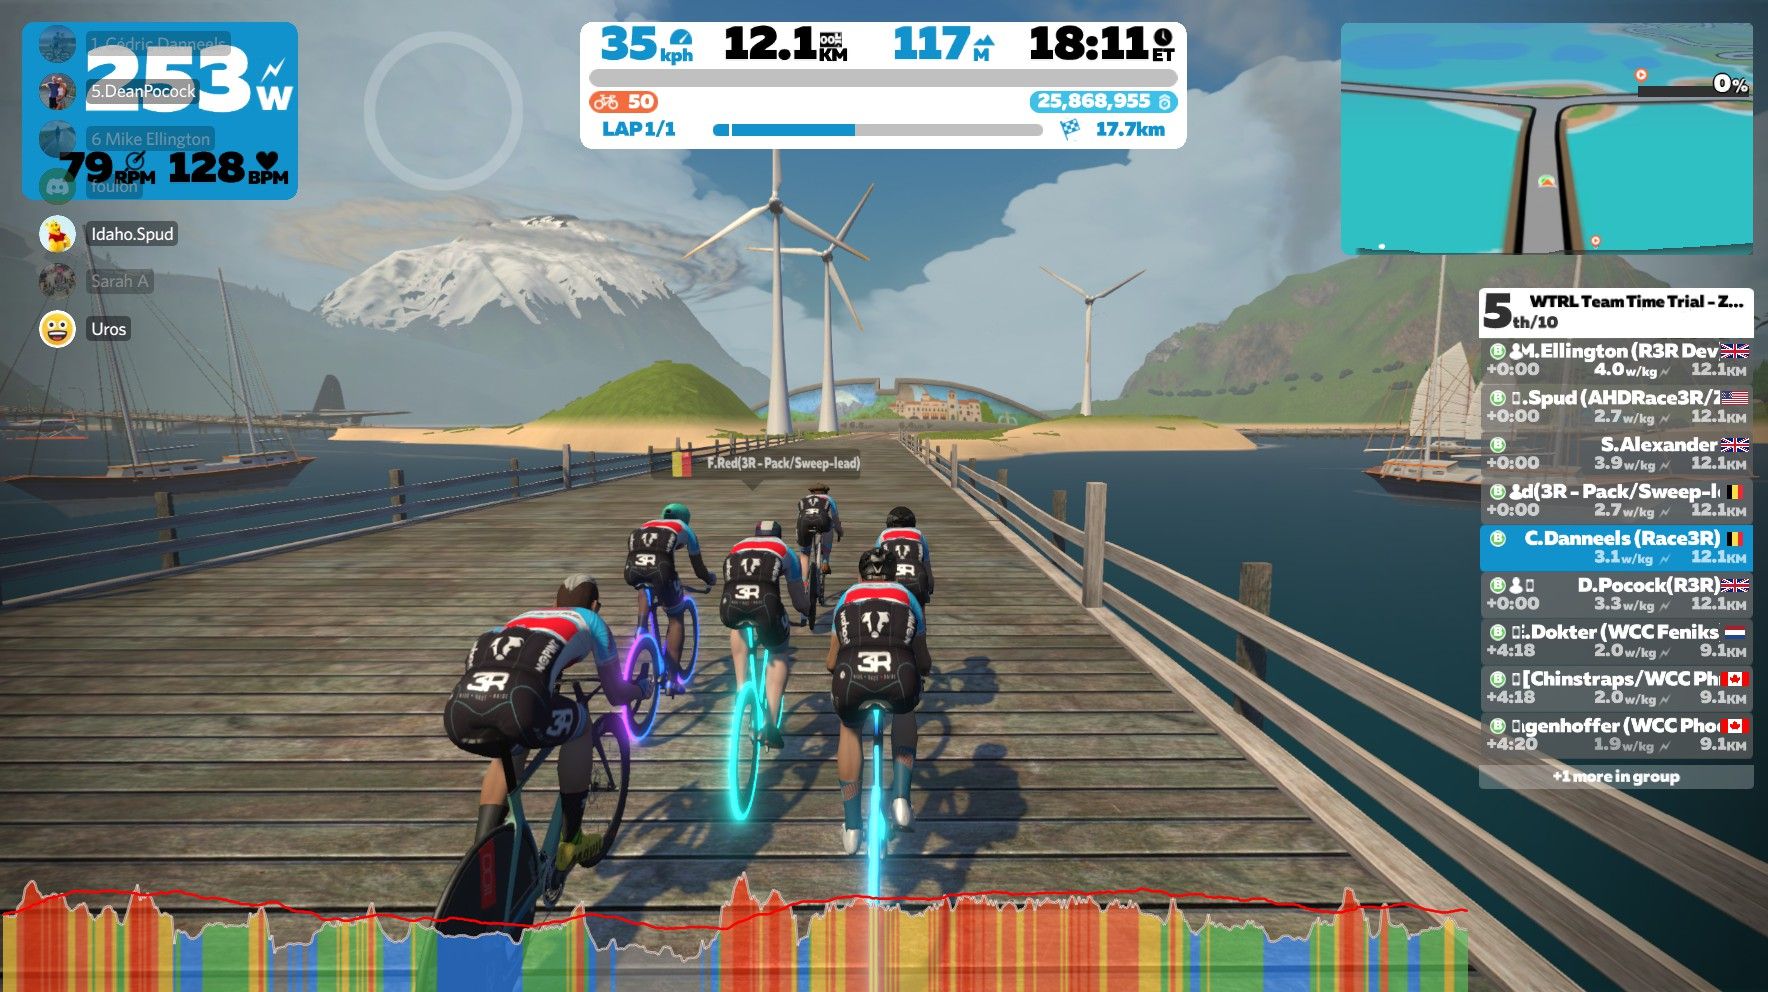 1. Cédric Danneels
253 W
5.DeanPocock
6 Mike Ellington
79 RPM 128 BPM
foulon
Idaho.Spud
Sarah A
Uros
35 kph 12.1 KM 117 M 18:11 ET
50 25,868,955
LAP 1/1 17.7km
0%
5th/10 WTRL Team Time Trial - Z...
B M.Ellington (R3R Dev
+0:00 4.0w/kg 12.1KM
B .Spud (AHDRace3R/
+0:00 2.7w/kg 12.1KM
B S.Alexander
+0:00 3.9w/kg 12.1KM
B d(3R - Pack/Sweep-l
+0:00 2.7w/kg 12.1KM
B C.Danneels (Race3R)
3.1w/kg 12.1KM
B D.Pocock(R3R)
+0:00 3.3w/kg 12.1KM
B .Dokter (WCC Feniks
+4:18 2.0w/kg 9.1KM
B [Chinstraps/WCC Ph
+4:18 2.0w/kg 9.1KM
B genhoffer (WCC Pho
+4:20 1.9w/kg 9.1KM
+1 more in group
F.Red(3R - Pack/Sweep-lead)
3R
3R
3R
3R
3R
3R